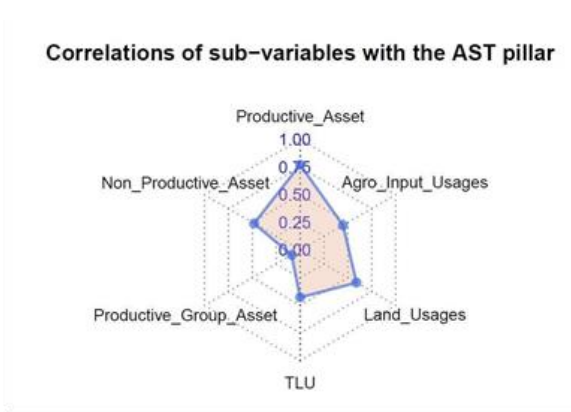 Correlations of sub−variables with the AST pillar
Productive_Asset
1.00
0.75
Non_Productive_Asset
Agro_Input_Usages
0.50
0.25
0.00
Productive_Group_Asset
Land_Usages
TLU